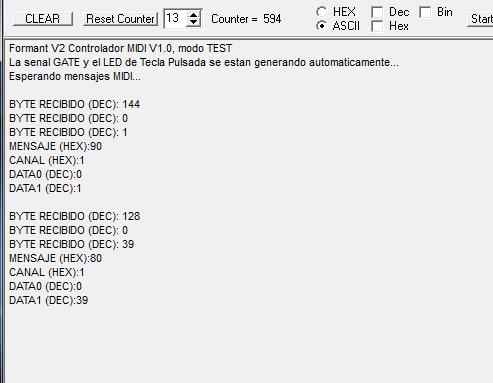 CLEAR Reset Counter 13 Counter = 594 HEX Dec Bin
ASCII Hex Start
Formant V2 Controlador MIDI V1.0, modo TEST
La senal GATE y el LED de Tecla Pulsada se estan generando automaticamente...
Esperando mensajes MIDI...
BYTE RECIBIDO (DEC): 144
BYTE RECIBIDO (DEC): 0
BYTE RECIBIDO (DEC): 1
MENSAJE (HEX):90
CANAL (HEX):1
DATA0 (DEC):0
DATA1 (DEC):1
BYTE RECIBIDO (DEC): 128
BYTE RECIBIDO (DEC): 0
BYTE RECIBIDO (DEC): 39
MENSAJE (HEX):80
CANAL (HEX):1
DATA0 (DEC):0
DATA1 (DEC):39